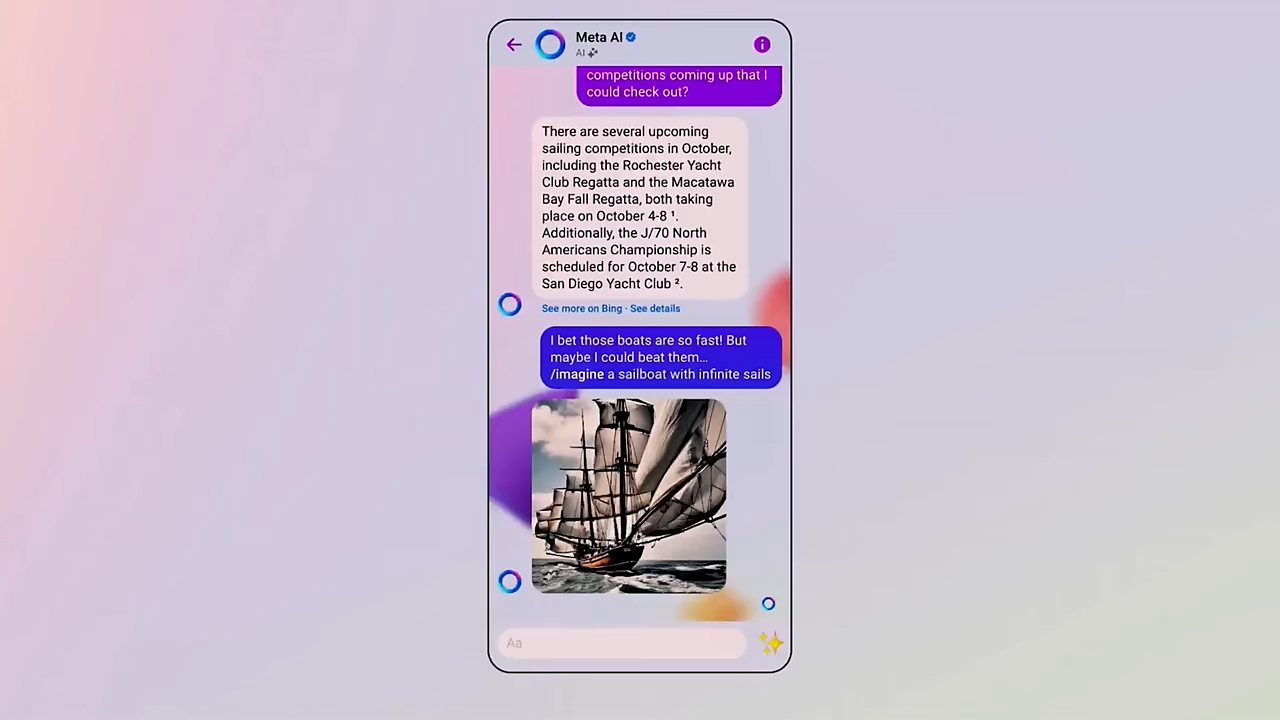 Meta AI
AI
competitions coming up that I
could check out?
There are several upcoming
sailing competitions in October,
including the Rochester Yacht
Club Regatta and the Macatawa
Bay Fall Regatta, both taking
place on October 4-8 ¹.
Additionally, the J/70 North
Americans Championship is
scheduled for October 7-8 at the
San Diego Yacht Club ².
See more on Bing · See details
I bet those boats are so fast! But
maybe I could beat them…
/imagine a sailboat with infinite sails
Aa